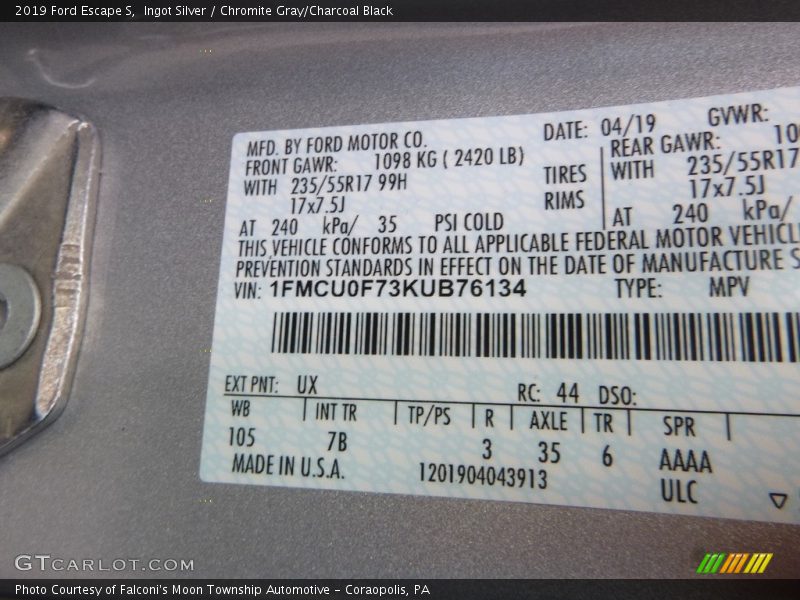 2019 Ford Escape S, Ingot Silver / Chromite Gray/Charcoal Black
MFD. BY FORD MOTOR CO.
DATE: 04/19
GVWR:
FRONT GAWR: 1098 KG ( 2420 LB)
REAR GAWR: 10
WITH 235/55R17 99H
TIRES
WITH 235/55R17
17x7.5J
RIMS
17x7.5J
AT 240 kPa/ 35 PSI COLD
AT 240 kPa/
THIS VEHICLE CONFORMS TO ALL APPLICABLE FEDERAL MOTOR VEHICL
PREVENTION STANDARDS IN EFFECT ON THE DATE OF MANUFACTURE S
VIN: 1FMCU0F73KUB76134
TYPE: MPV
EXT PNT: UX
RC: 44 DSO:
WB INT TR TP/PS R AXLE TR SPR
105 7B 3 35 6 AAAA
MADE IN U.S.A.
1201904043913
ULC
GTCARLOT.COM
Photo Courtesy of Falconi's Moon Township Automotive – Coraopolis, PA